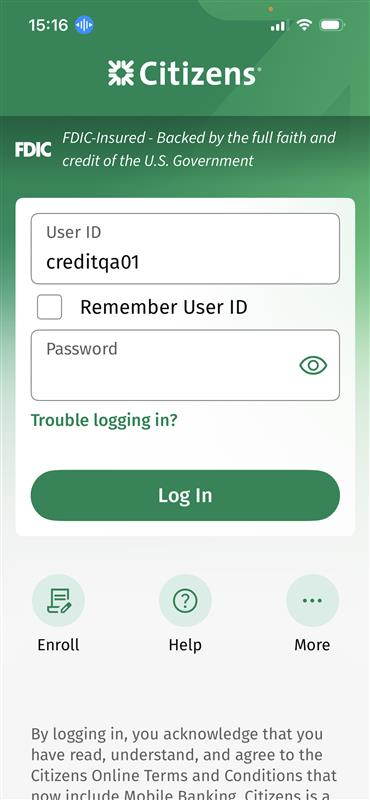 15:16
Citizens
FDIC
FDIC-Insured - Backed by the full faith and
credit of the U.S. Government
User ID
creditqa01
Remember User ID
Password
Trouble logging in?
Log In
Enroll
Help
More
By logging in, you acknowledge that you
have read, understand, and agree to the
Citizens Online Terms and Conditions that
now include Mobile Banking. Citizens is a